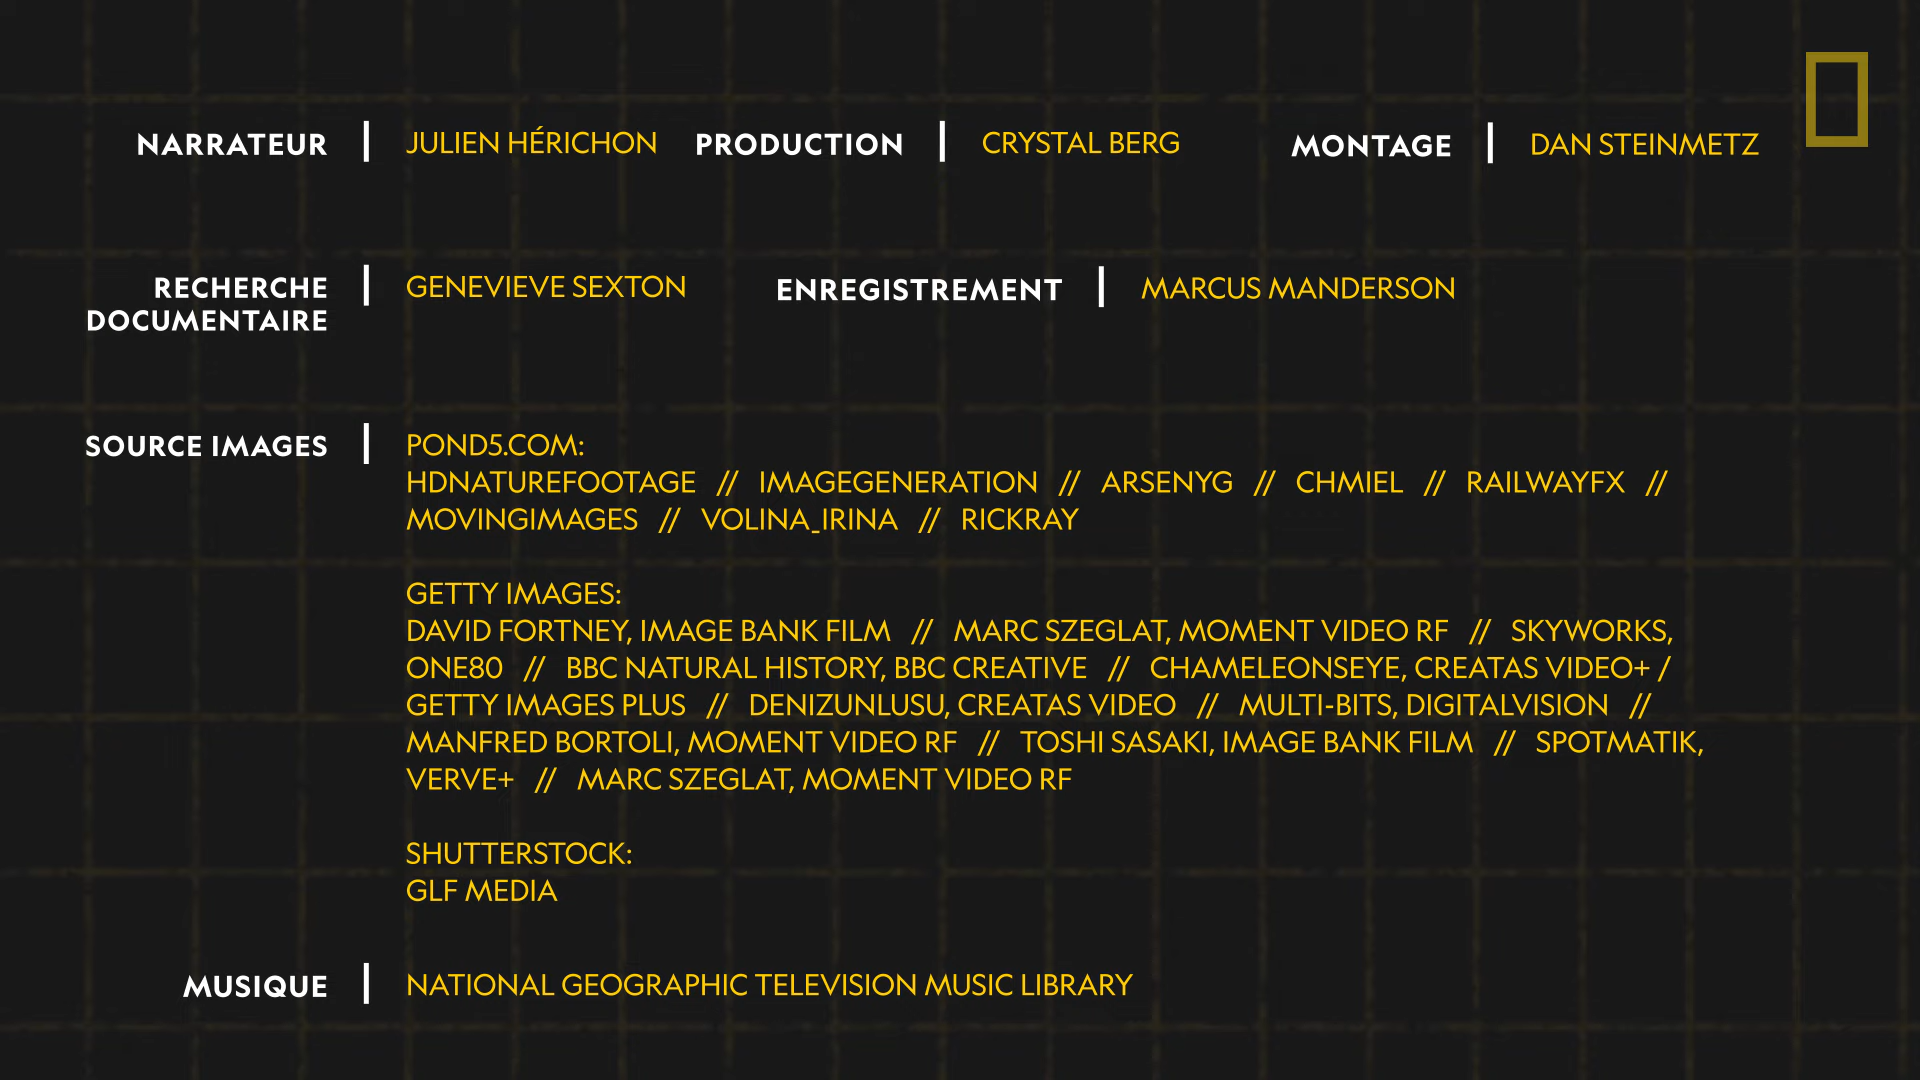 NARRATEUR | JULIEN HÉRICHON PRODUCTION | CRYSTAL BERG MONTAGE | DAN STEINMETZ
RECHERCHE
DOCUMENTAIRE | GENEVIEVE SEXTON ENREGISTREMENT | MARCUS MANDERSON
SOURCE IMAGES | POND5.COM:
HDNATUREFOOTAGE // IMAGEGENERATION // ARSENYG // CHMIEL // RAILWAYFX //
MOVINGIMAGES // VOLINA_IRINA // RICKRAY
GETTY IMAGES:
DAVID FORTNEY, IMAGE BANK FILM // MARC SZEGLAT, MOMENT VIDEO RF // SKYWORKS,
ONE80 // BBC NATURAL HISTORY, BBC CREATIVE // CHAMELEONSEYE, CREATAS VIDEO+ /
GETTY IMAGES PLUS // DENIZUNLUSU, CREATAS VIDEO // MULTI-BITS, DIGITALVISION //
MANFRED BORTOLI, MOMENT VIDEO RF // TOSHI SASAKI, IMAGE BANK FILM // SPOTMATIK,
VERVE+ // MARC SZEGLAT, MOMENT VIDEO RF
SHUTTERSTOCK:
GLF MEDIA
MUSIQUE | NATIONAL GEOGRAPHIC TELEVISION MUSIC LIBRARY